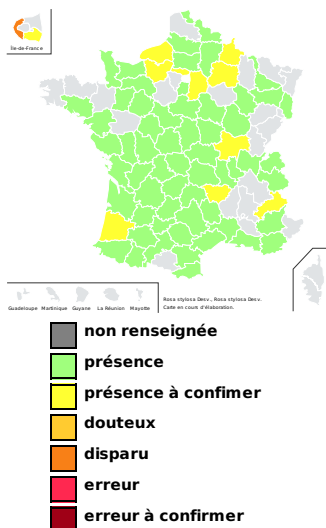 Île-de-France
Guadeloupe Martinique Guyane La Réunion Mayotte
Rosa stylosa Desv., Rosa stylosa Desv.
Carte en cours d'élaboration.
non renseignée
présence
présence à confimer
douteux
disparu
erreur
erreur à confirmer